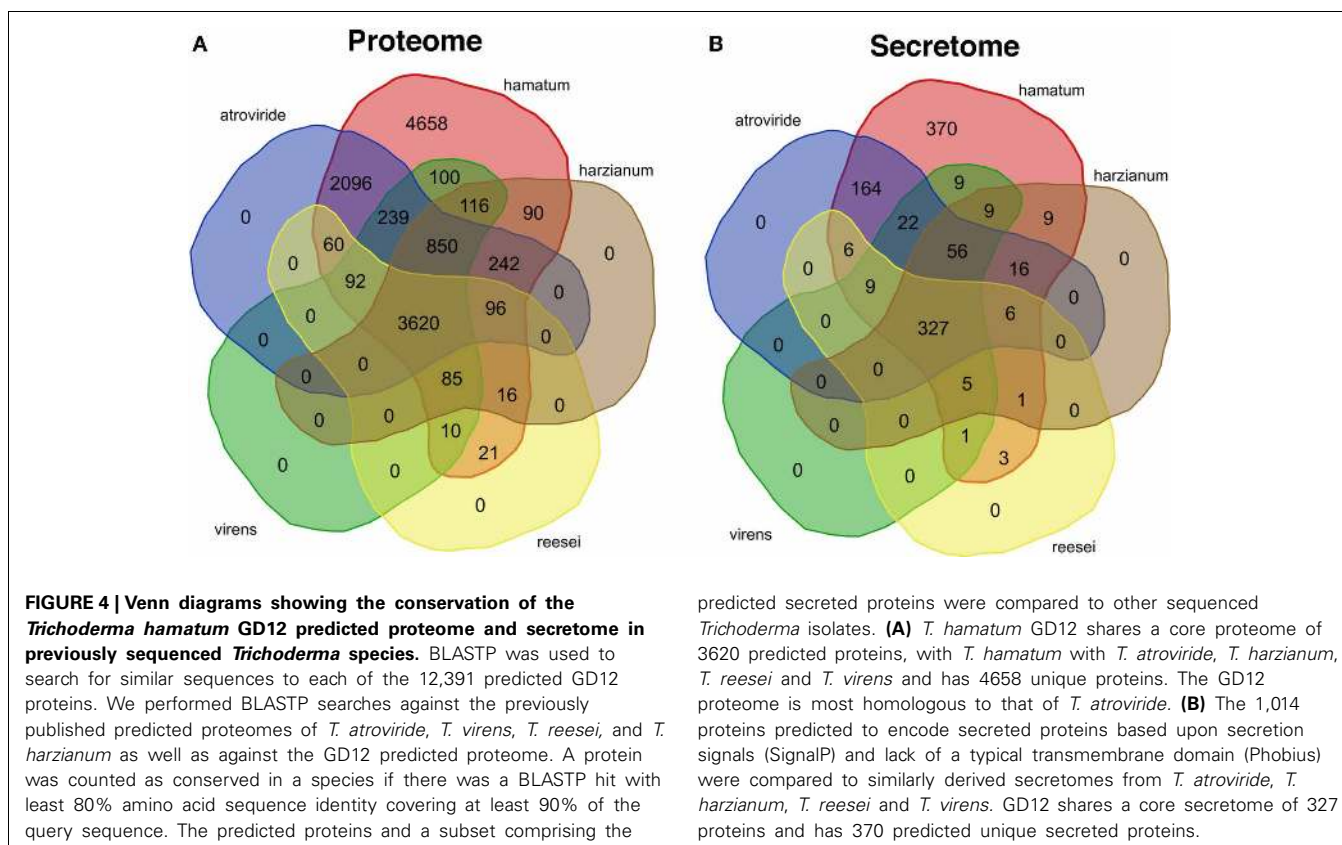 A
Proteome
hamatum
atroviride
harzianum
4658
2096
100
239
116
90
0
0
60
850
242
0
92
0
3620
96
0
0
0
0
0
85
16
0
0
0
10
21
0
0
0
virens
reesei
B
Secretome
hamatum
atroviride
harzianum
370
164
9
22
9
9
0
0
6
56
16
0
9
0
327
6
0
0
0
0
0
5
1
0
0
0
1
3
0
0
0
virens
reesei
FIGURE 4 | Venn diagrams showing the conservation of the
Trichoderma hamatum GD12 predicted proteome and secretome in
previously sequenced Trichoderma species. BLASTP was used to
search for similar sequences to each of the 12,391 predicted GD12
proteins. We performed BLASTP searches against the previously
published predicted proteomes of T. atroviride, T. virens, T. reesei, and T.
harzianum as well as against the GD12 predicted proteome. A protein
was counted as conserved in a species if there was a BLASTP hit with
least 80% amino acid sequence identity covering at least 90% of the
query sequence. The predicted proteins and a subset comprising the
predicted secreted proteins were compared to other sequenced
Trichoderma isolates. (A) T. hamatum GD12 shares a core proteome of
3620 predicted proteins, with T. hamatum with T. atroviride, T. harzianum,
T. reesei and T. virens and has 4658 unique proteins. The GD12
proteome is most homologous to that of T. atroviride. (B) The 1,014
proteins predicted to encode secreted proteins based upon secretion
signals (SignalP) and lack of a typical transmembrane domain (Phobius)
were compared to similarly derived secretomes from T. atroviride, T.
harzianum, T. reesei and T. virens. GD12 shares a core secretome of 327
proteins and has 370 predicted unique secreted proteins.